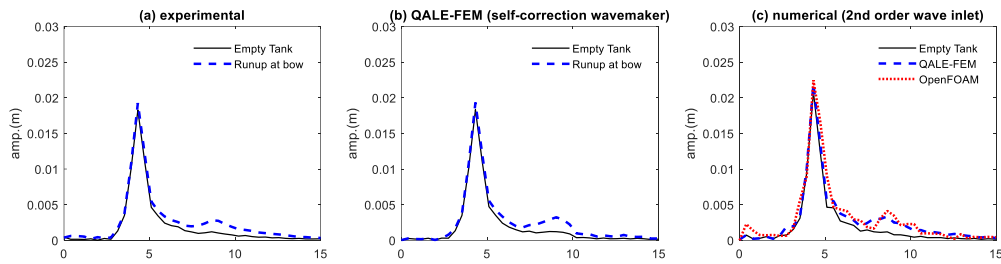 (a) experimental
amp.(m)
0.03
0.025
0.02
0.015
0.01
0.005
0
0 5 10 15
Empty Tank
Runup at bow
(b) QALE-FEM (self-correction wavemaker)
amp.(m)
0.03
0.025
0.02
0.015
0.01
0.005
0
0 5 10 15
Empty Tank
Runup at bow
(c) numerical (2nd order wave inlet)
amp.(m)
0.03
0.025
0.02
0.015
0.01
0.005
0
0 5 10 15
Empty Tank
QALE-FEM
OpenFOAM